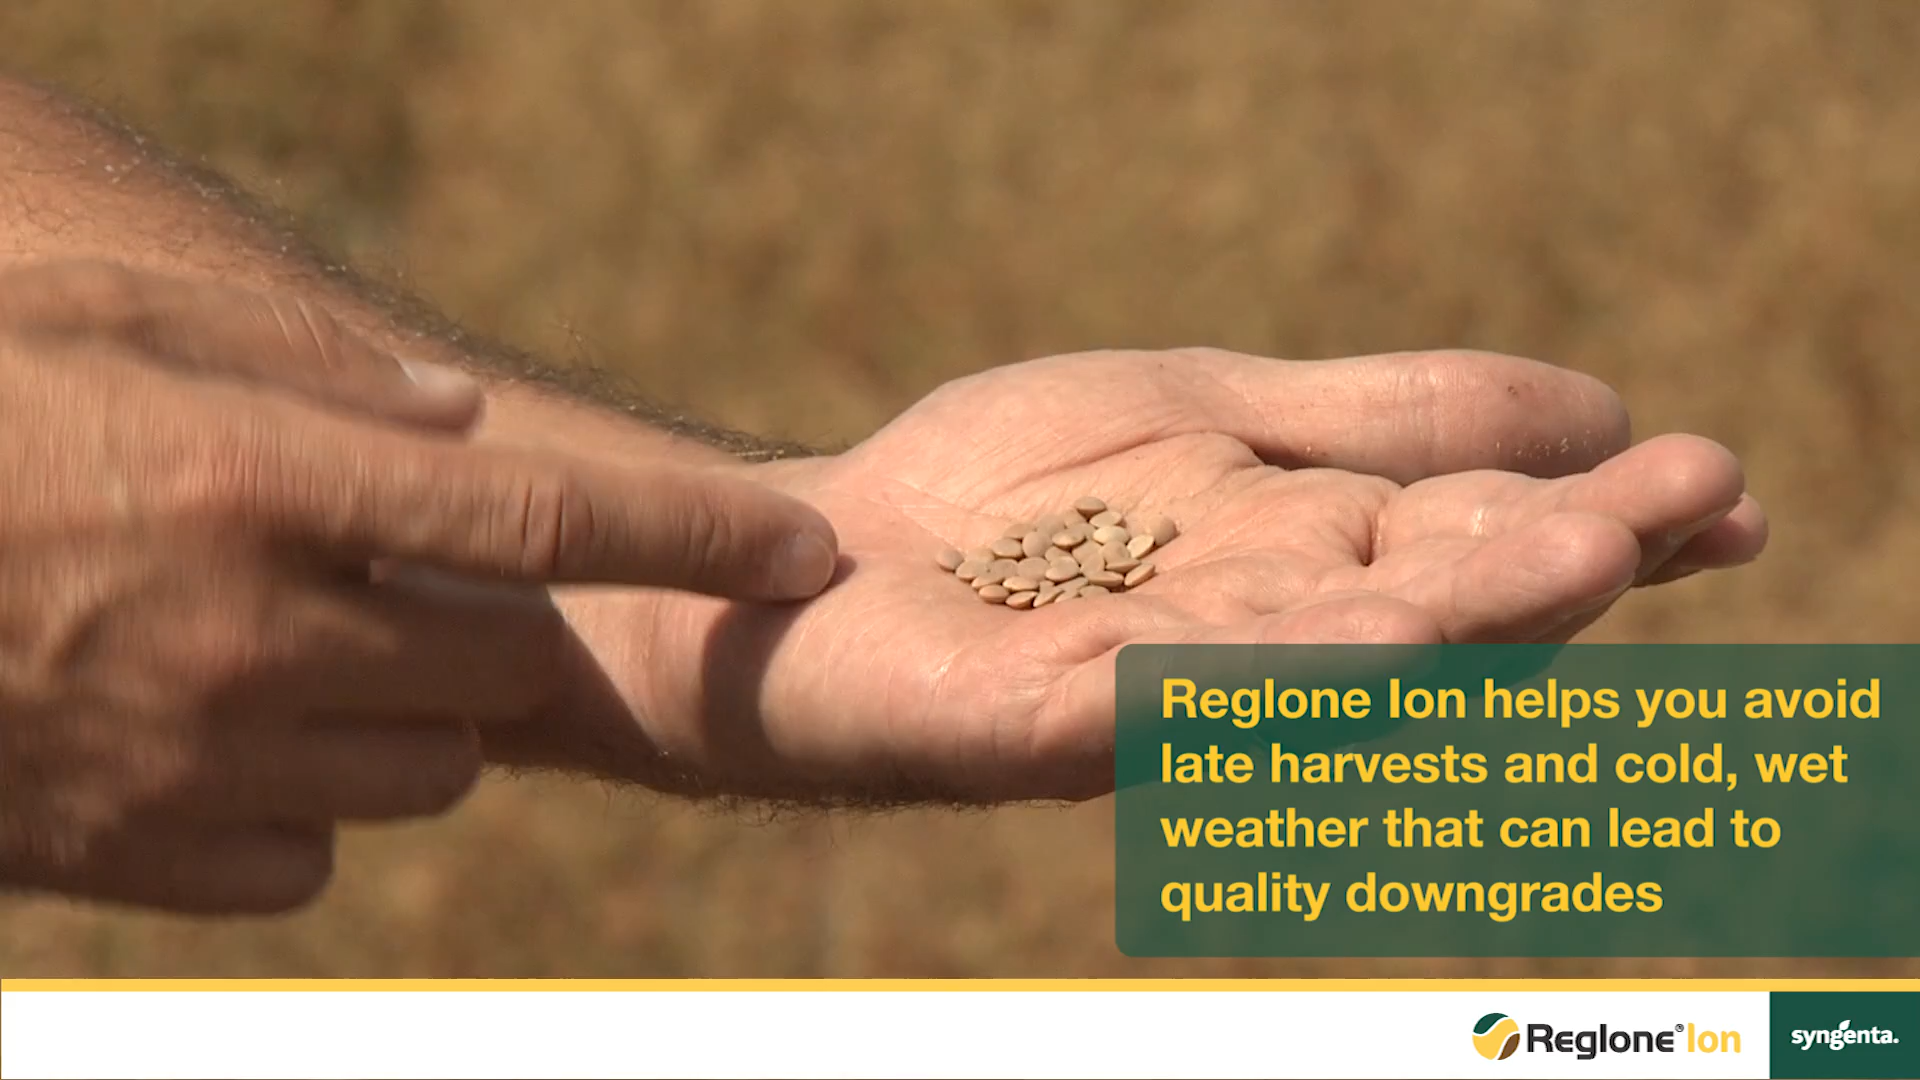 Reglone Ion helps you avoid
late harvests and cold, wet
weather that can lead to
quality downgrades
Reglone® Ion
syngenta.